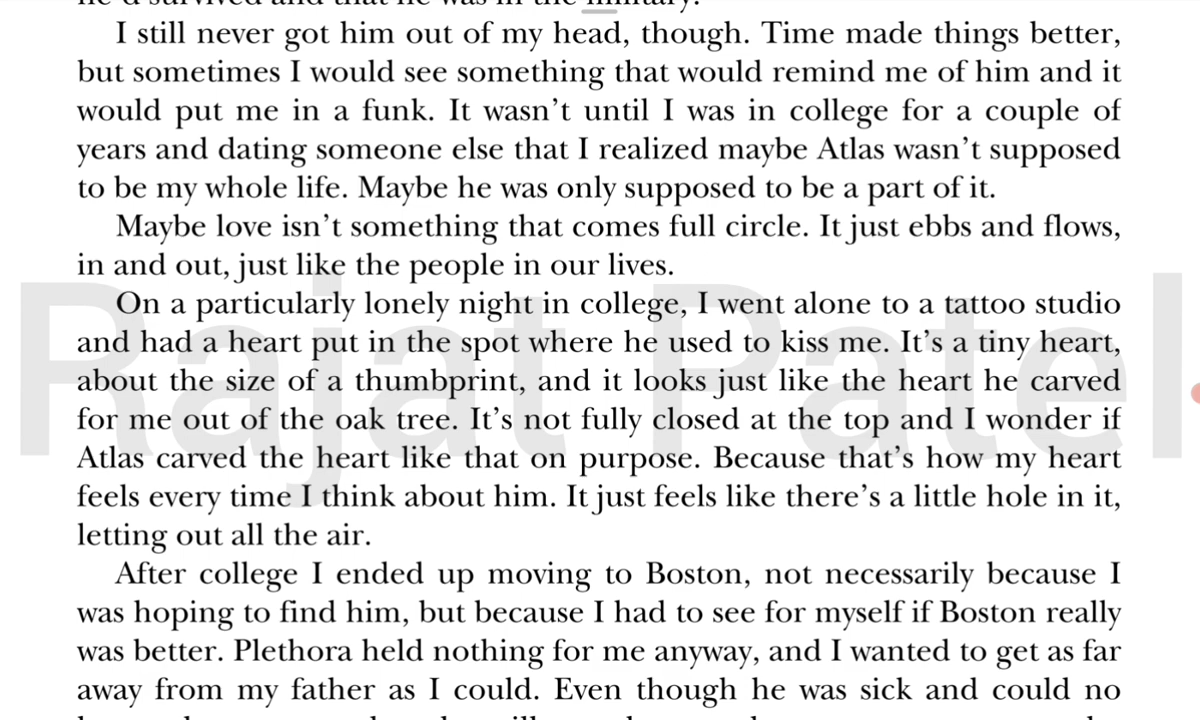 I still never got him out of my head, though. Time made things better,
but sometimes I would see something that would remind me of him and it
would put me in a funk. It wasn’t until I was in college for a couple of
years and dating someone else that I realized maybe Atlas wasn’t supposed
to be my whole life. Maybe he was only supposed to be a part of it.
Maybe love isn’t something that comes full circle. It just ebbs and flows,
in and out, just like the people in our lives.
On a particularly lonely night in college, I went alone to a tattoo studio
and had a heart put in the spot where he used to kiss me. It’s a tiny heart,
about the size of a thumbprint, and it looks just like the heart he carved
for me out of the oak tree. It’s not fully closed at the top and I wonder if
Atlas carved the heart like that on purpose. Because that’s how my heart
feels every time I think about him. It just feels like there’s a little hole in it,
letting out all the air.
After college I ended up moving to Boston, not necessarily because I
was hoping to find him, but because I had to see for myself if Boston really
was better. Plethora held nothing for me anyway, and I wanted to get as far
away from my father as I could. Even though he was sick and could no
Rajat Patel